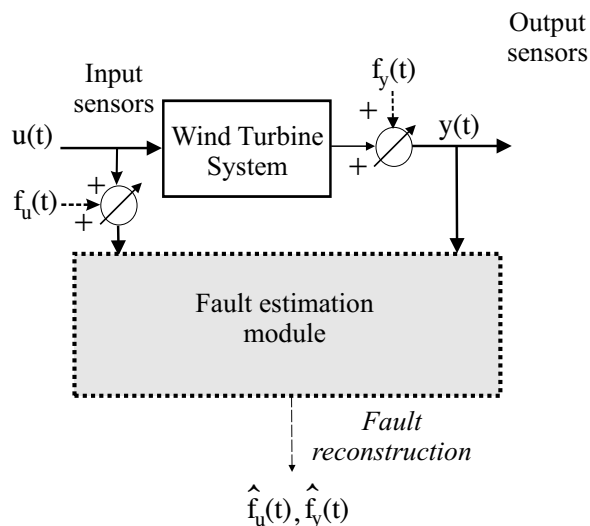 Output
sensors
Input
sensors
f_y(t)
+
u(t)
Wind Turbine
System
+
y(t)
+
f_u(t)
+
Fault estimation
module
Fault
reconstruction
f̂_u(t), f̂_y(t)